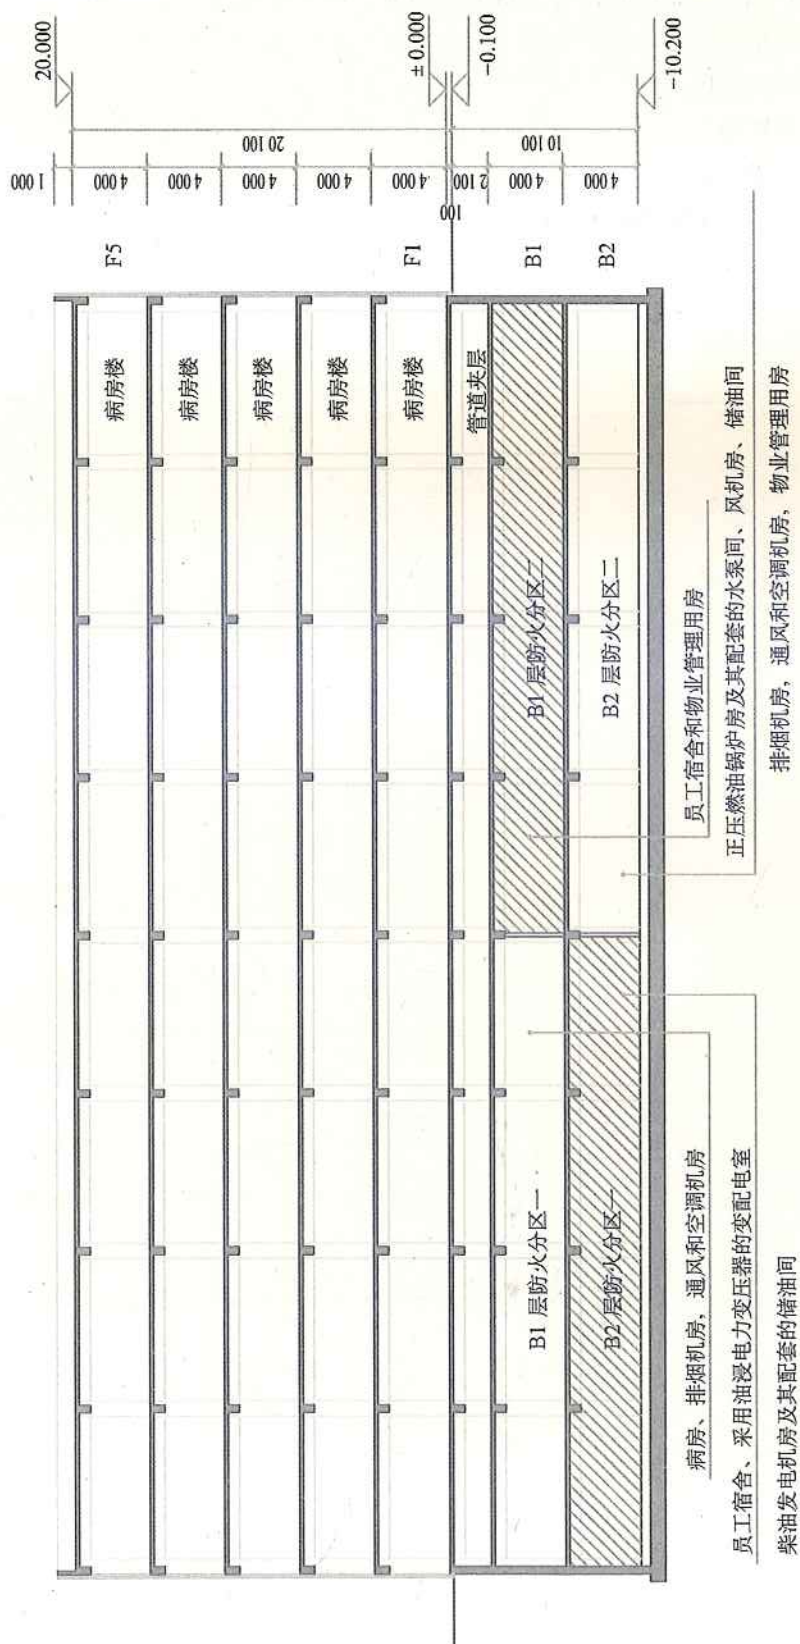 20.000
±0.000
-0.100
-10.200
20 100
10 100
1 000
4 000
4 000
4 000
4 000
4 000
2 100
4 000
4 000
100
F5
F1
B1
B2
病房楼
病房楼
病房楼
病房楼
病房楼
管道夹层
B1 层防火分区二
B2 层防火分区二
B1 层防火分区一
B2 层防火分区一
员工宿舍和物业管理用房
正压燃油锅炉房及其配套的水泵间、风机房、储油间
排烟机房，通风和空调机房，物业管理用房
病房、排烟机房，通风和空调机房
员工宿舍、采用油浸电力变压器的变配电室
柴油发电机房及其配套的储油间